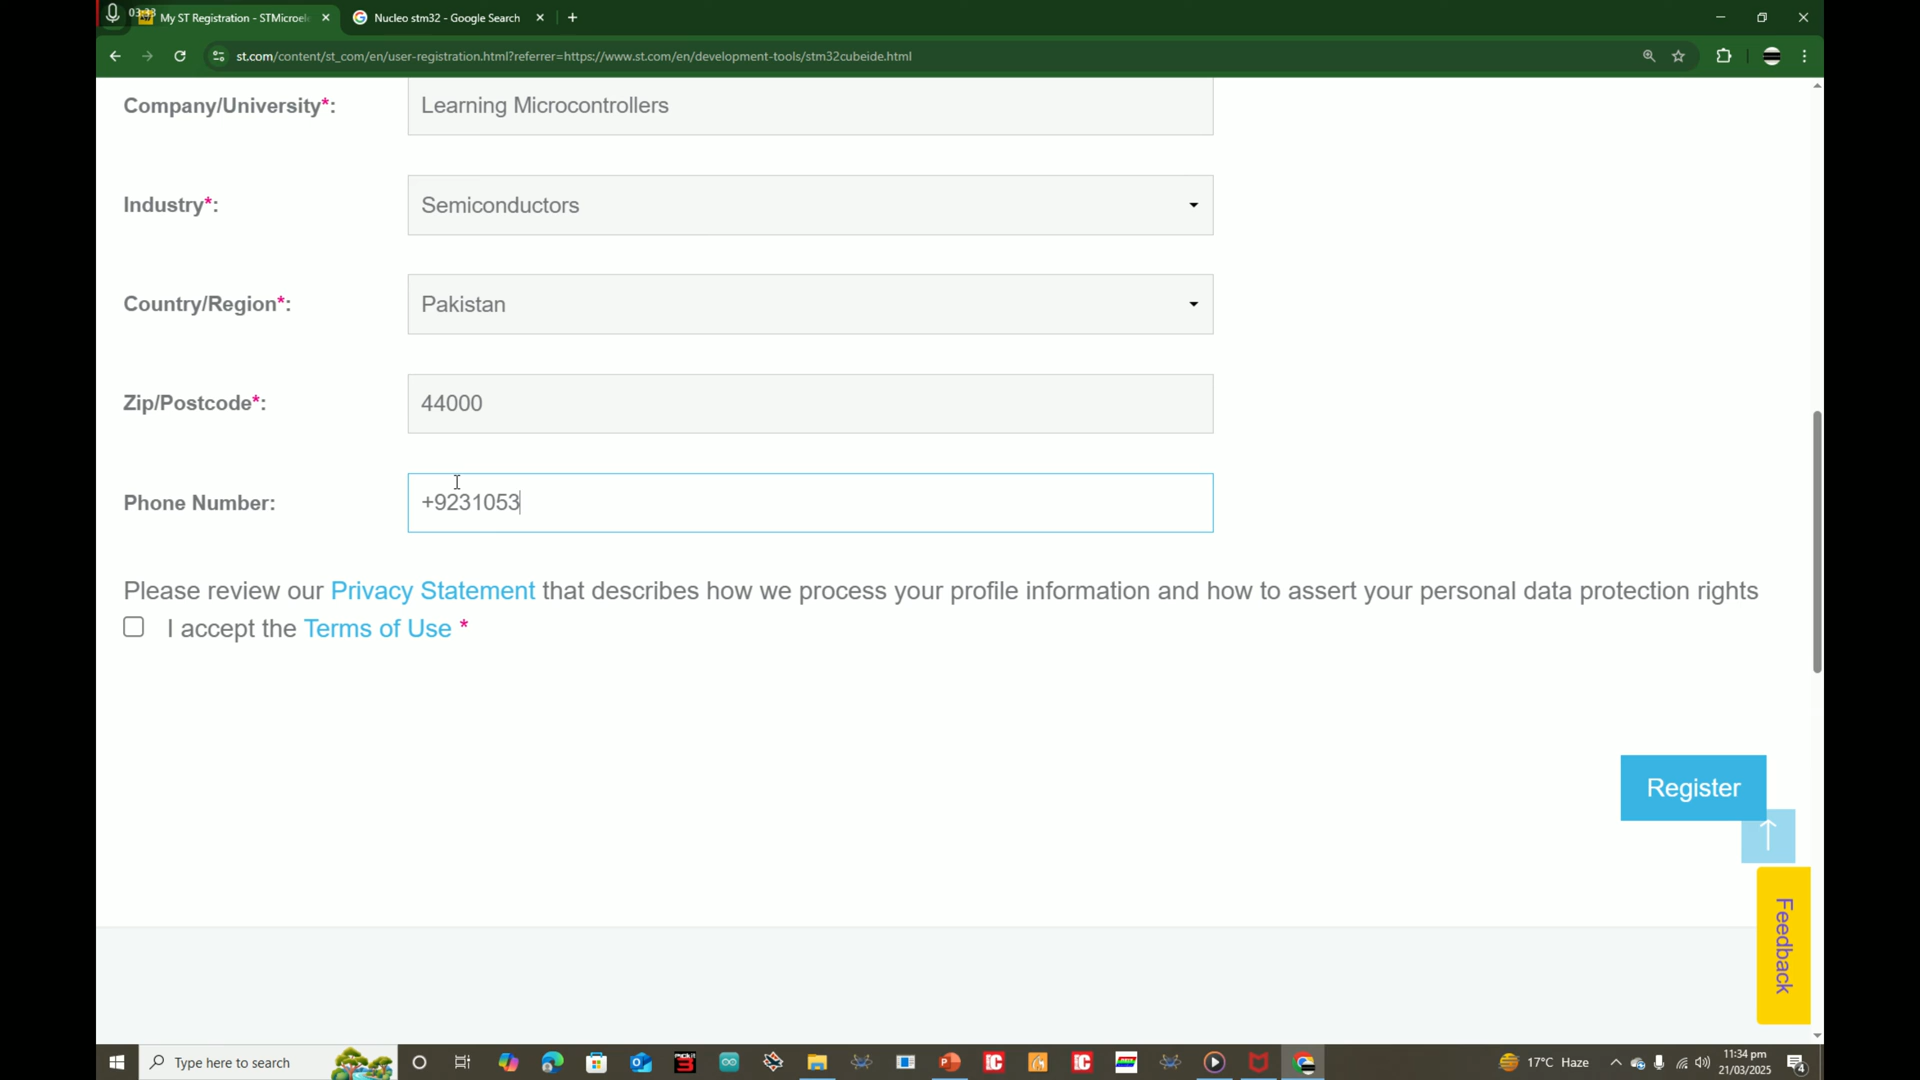 03:33 My ST Registration - STMicroel
Nucleo stm32 - Google Search
st.com/content/st_com/en/user-registration.html?referrer=https://www.st.com/en/development-tools/stm32cubeide.html
Company/University*:
Learning Microcontrollers
Industry*:
Semiconductors
Country/Region*:
Pakistan
Zip/Postcode*:
44000
Phone Number:
+9231053
Please review our Privacy Statement that describes how we process your profile information and how to assert your personal data protection rights
I accept the Terms of Use *
Register
Feedback
Type here to search
17°C Haze
11:34 pm
21/03/2025
4